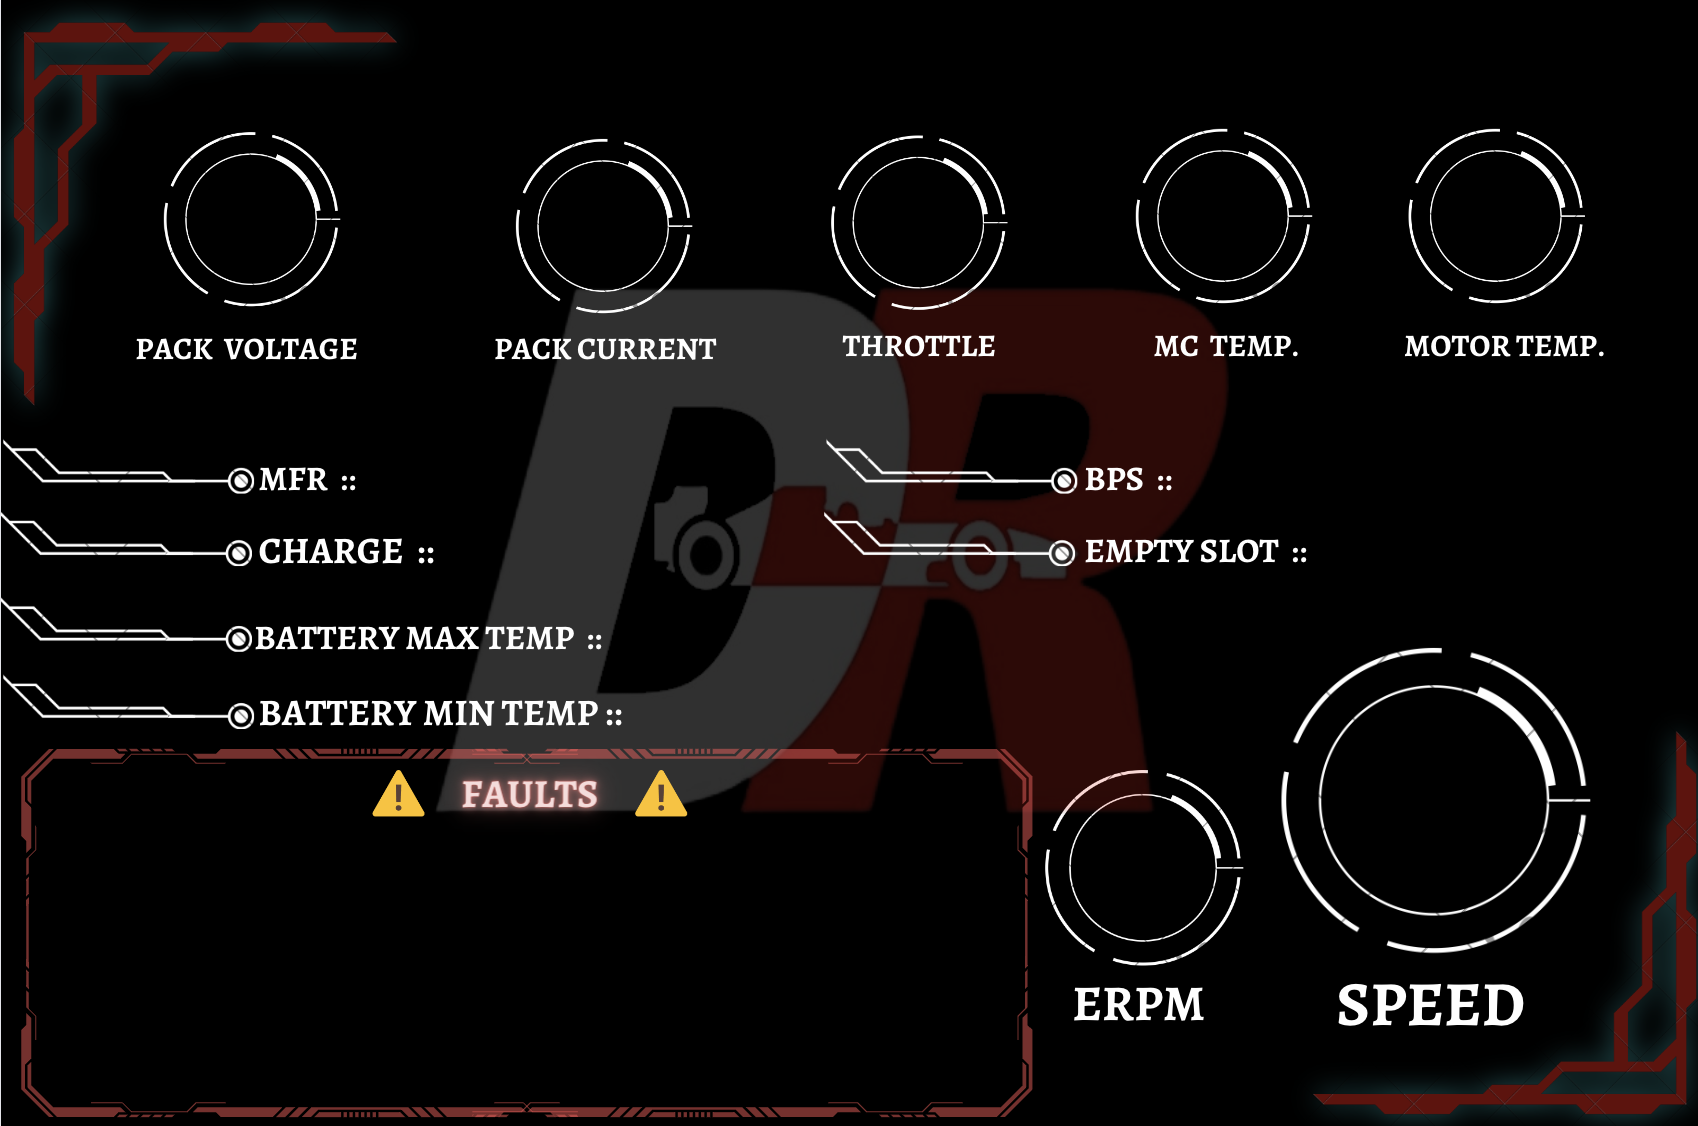 PACK VOLTAGE
PACK CURRENT
THROTTLE
MC TEMP.
MOTOR TEMP.
MFR ::
BPS ::
CHARGE ::
EMPTY SLOT ::
BATTERY MAX TEMP ::
BATTERY MIN TEMP ::
FAULTS
ERPM
SPEED
DR